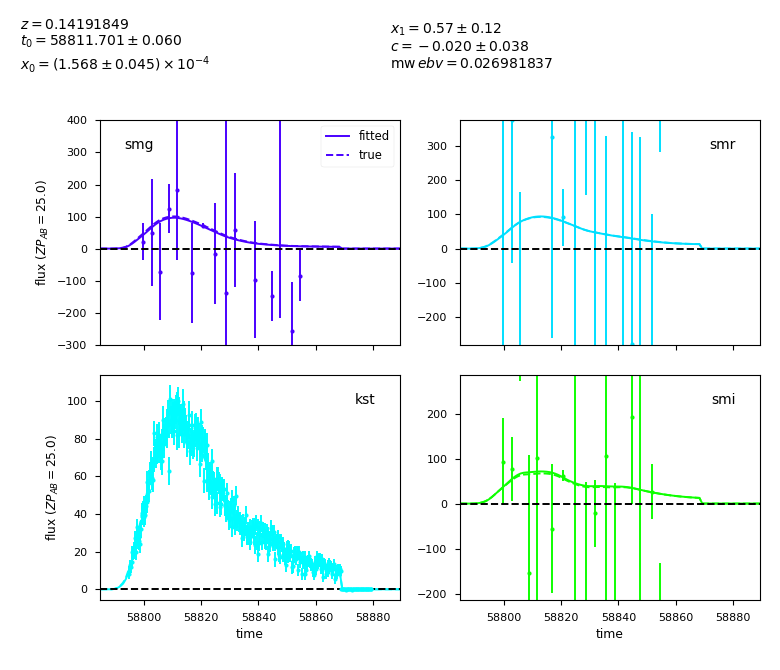 z = 0.14191849
t₀ = 58811.701 ± 0.060
x₀ = (1.568 ± 0.045) × 10⁻⁴
x₁ = 0.57 ± 0.12
c = −0.020 ± 0.038
mw ebv = 0.026981837
smg
fitted
true
400
300
200
100
0
−100
−200
−300
flux (ZP_AB = 25.0)
smr
300
200
100
0
−100
−200
kst
100
80
60
40
20
0
flux (ZP_AB = 25.0)
58800 58820 58840 58860 58880
time
smi
200
100
0
−100
−200
58800 58820 58840 58860 58880
time